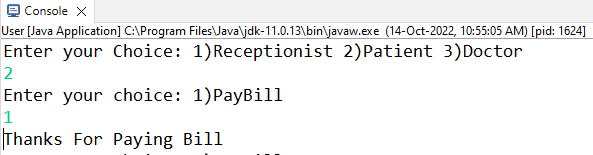 Console
User [Java Application] C:\Program Files\Java\jdk-11.0.13\bin\javaw.exe (14-Oct-2022, 10:55:05 AM) [pid: 1624]
Enter your Choice: 1)Receptionist 2)Patient 3)Doctor
2
Enter your choice: 1)PayBill
1
Thanks For Paying Bill